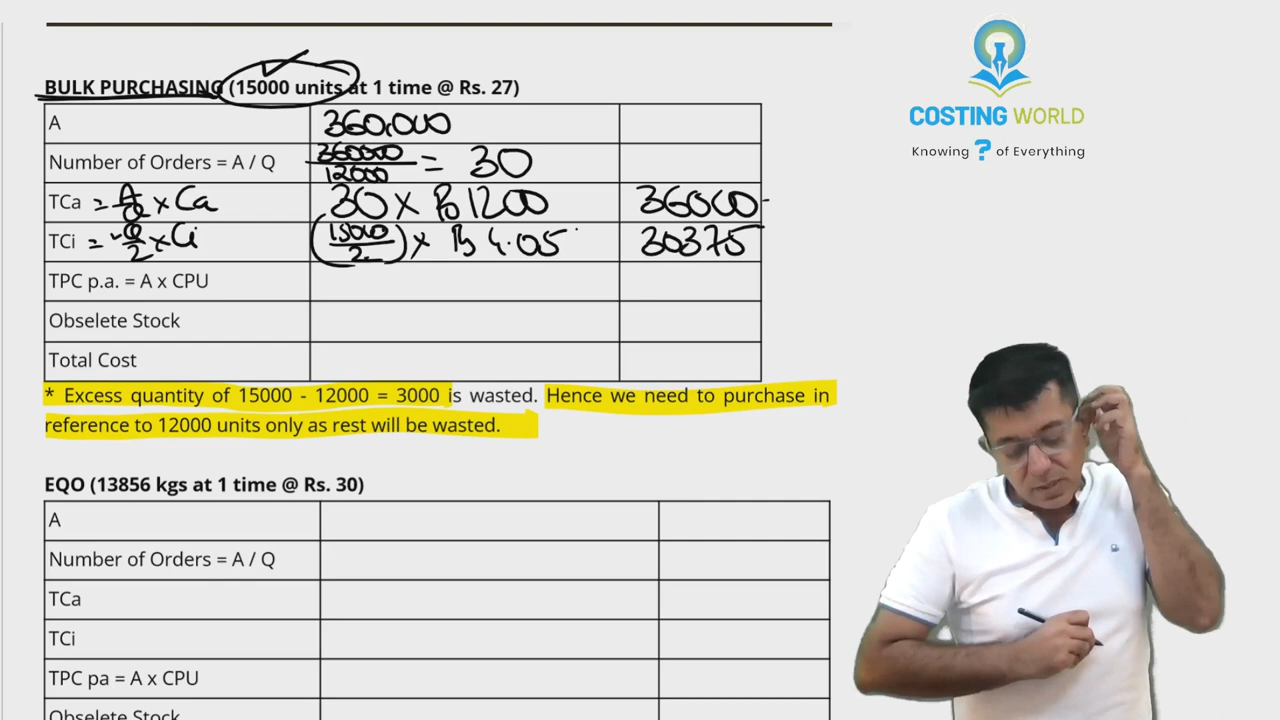 COSTING WORLD
Knowing ? of Everything
BULK PURCHASING (15000 units at 1 time @ Rs. 27)
A 360,000
Number of Orders = A / Q 360000 / 12000 = 30
TCa = A/Q x Ca 30 x Rs 1200 36000
TCi = Q/2 x Ci (15000/2) x Rs 4.05 30375
TPC p.a. = A x CPU
Obselete Stock
Total Cost
* Excess quantity of 15000 - 12000 = 3000 is wasted. Hence we need to purchase in
reference to 12000 units only as rest will be wasted.
EQO (13856 kgs at 1 time @ Rs. 30)
A
Number of Orders = A / Q
TCa
TCi
TPC pa = A x CPU
Obselete Stock